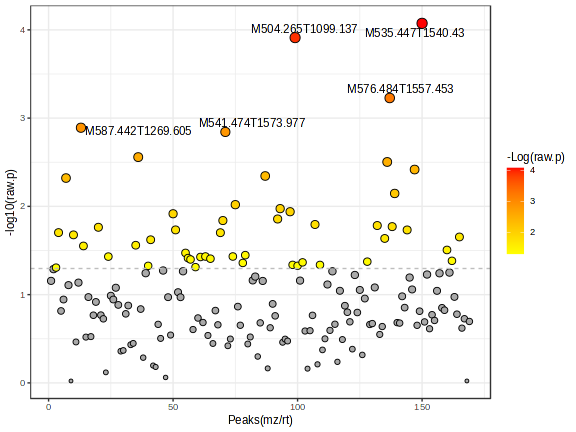 M504.265T1099.137
M535.447T1540.43
M576.484T1557.453
M541.474T1573.977
M587.442T1269.605
-log10(raw.p)
4
3
2
1
0
0
50
100
150
Peaks(mz/rt)
-Log(raw.p)
4
3
2